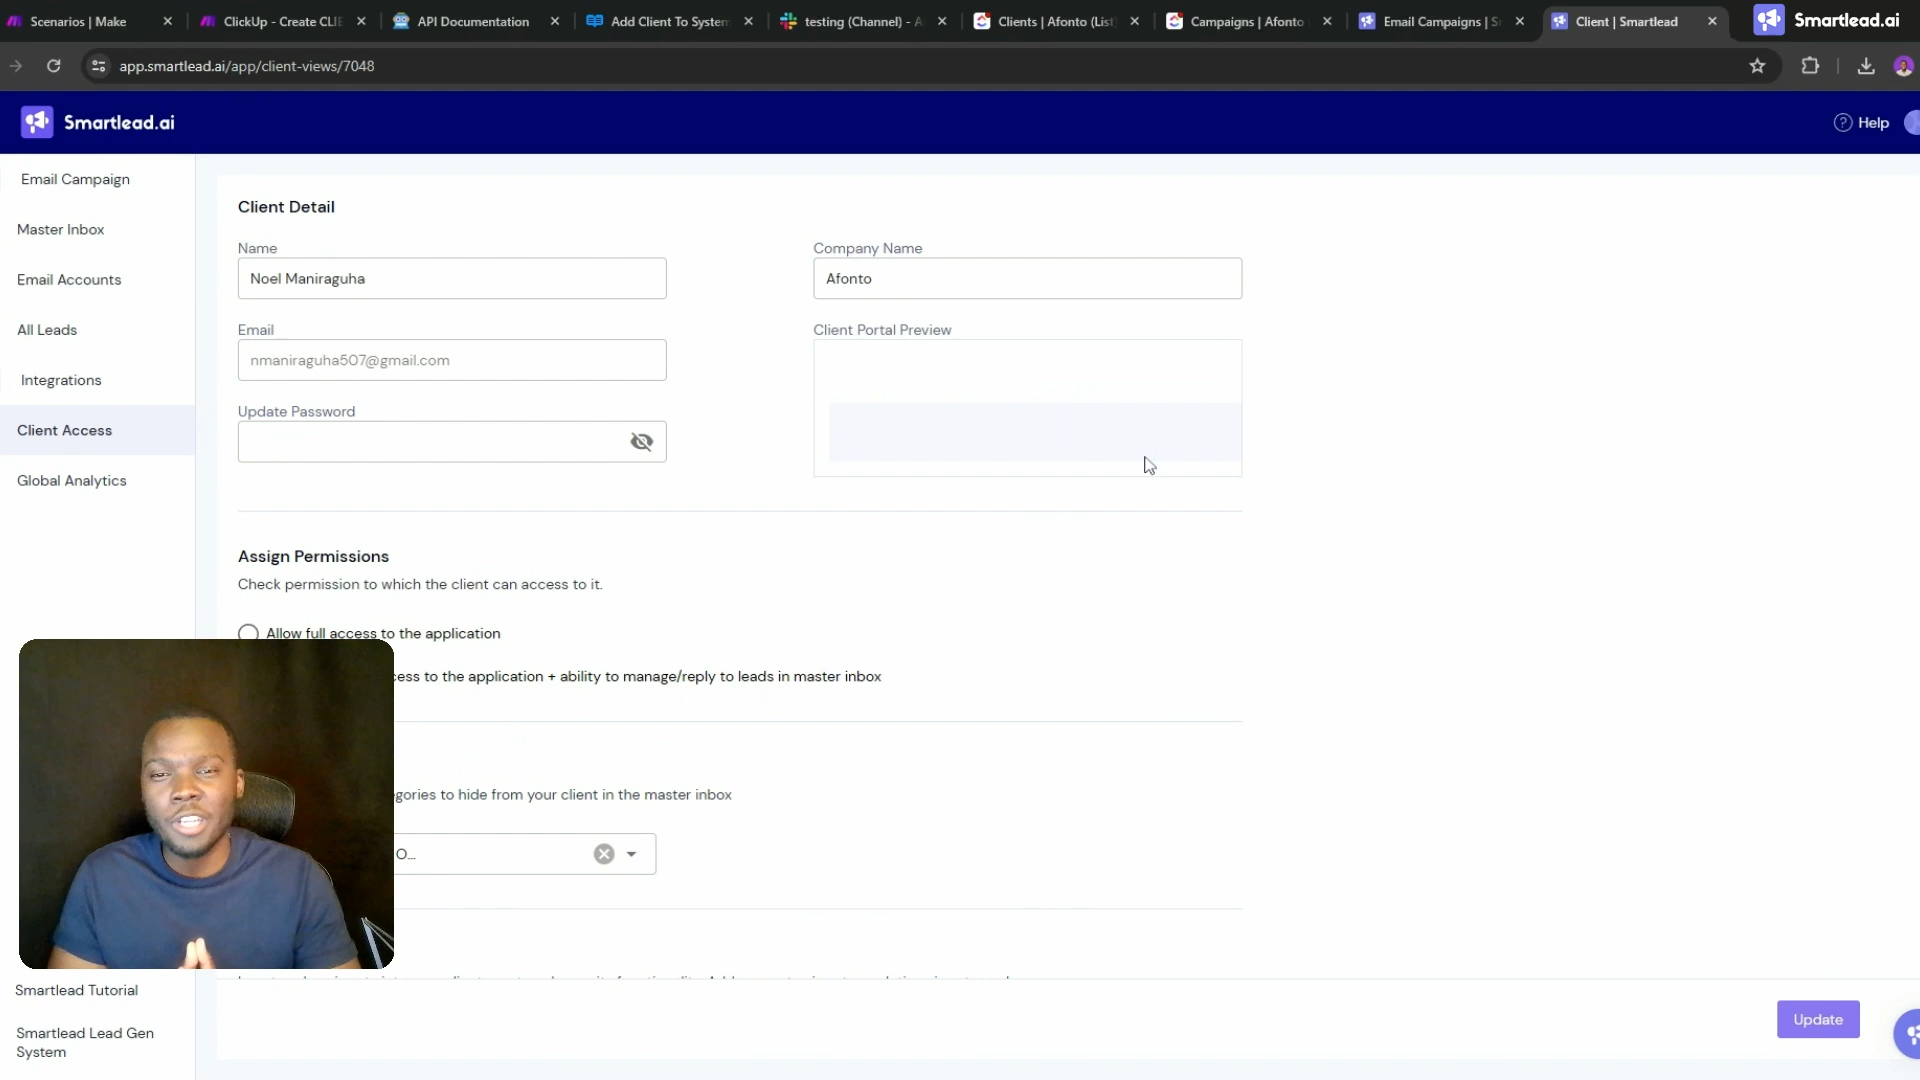 Scenarios | Make
ClickUp - Create CLIE
API Documentation
Add Client To System
testing (Channel) - A
Clients | Afonto (List
Campaigns | Afonto
Email Campaigns | S
Client | Smartlead
Smartlead.ai
app.smartlead.ai/app/client-views/7048
Smartlead.ai
Help
Email Campaign
Master Inbox
Email Accounts
All Leads
Integrations
Client Access
Global Analytics
Smartlead Tutorial
Smartlead Lead Gen
System
Client Detail
Name
Noel Maniraguha
Company Name
Afonto
Email
nmaniraguha507@gmail.com
Client Portal Preview
Update Password
Assign Permissions
Check permission to which the client can access to it.
Allow full access to the application
cess to the application + ability to manage/reply to leads in master inbox
egories to hide from your client in the master inbox
O...
Update